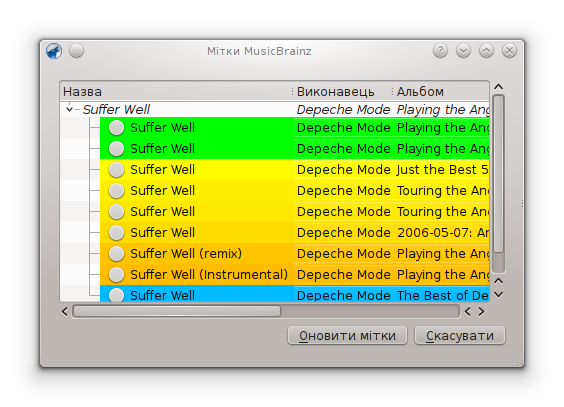 Мітки MusicBrainz
Назва Виконавець Альбом
Suffer Well Depeche Mode Playing the Ang
Suffer Well Depeche Mode Playing the Ang
Suffer Well Depeche Mode Playing the Ang
Suffer Well Depeche Mode Just the Best 5
Suffer Well Depeche Mode Touring the An
Suffer Well Depeche Mode Touring the An
Suffer Well Depeche Mode 2006-05-07: Ar
Suffer Well (remix) Depeche Mode Playing the Ang
Suffer Well (Instrumental) Depeche Mode Playing the Ang
Suffer Well Depeche Mode The Best of De
Оновити мітки Скасувати